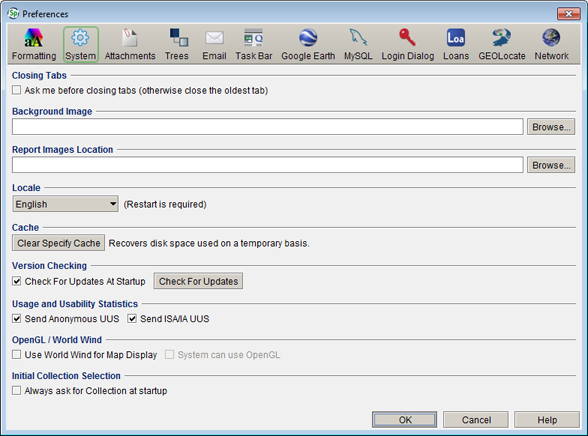 Spi Preferences
Formatting System Attachments Trees Email Task Bar Google Earth MySQL Login Dialog Loa Loans GEOLocate Network
Closing Tabs
Ask me before closing tabs (otherwise close the oldest tab)
Background Image
Browse...
Report Images Location
Browse...
Locale
English (Restart is required)
Cache
Clear Specify Cache Recovers disk space used on a temporary basis.
Version Checking
Check For Updates At Startup Check For Updates
Usage and Usability Statistics
Send Anonymous UUS Send ISA/IA UUS
OpenGL / World Wind
Use World Wind for Map Display System can use OpenGL
Initial Collection Selection
Always ask for Collection at startup
OK Cancel Help